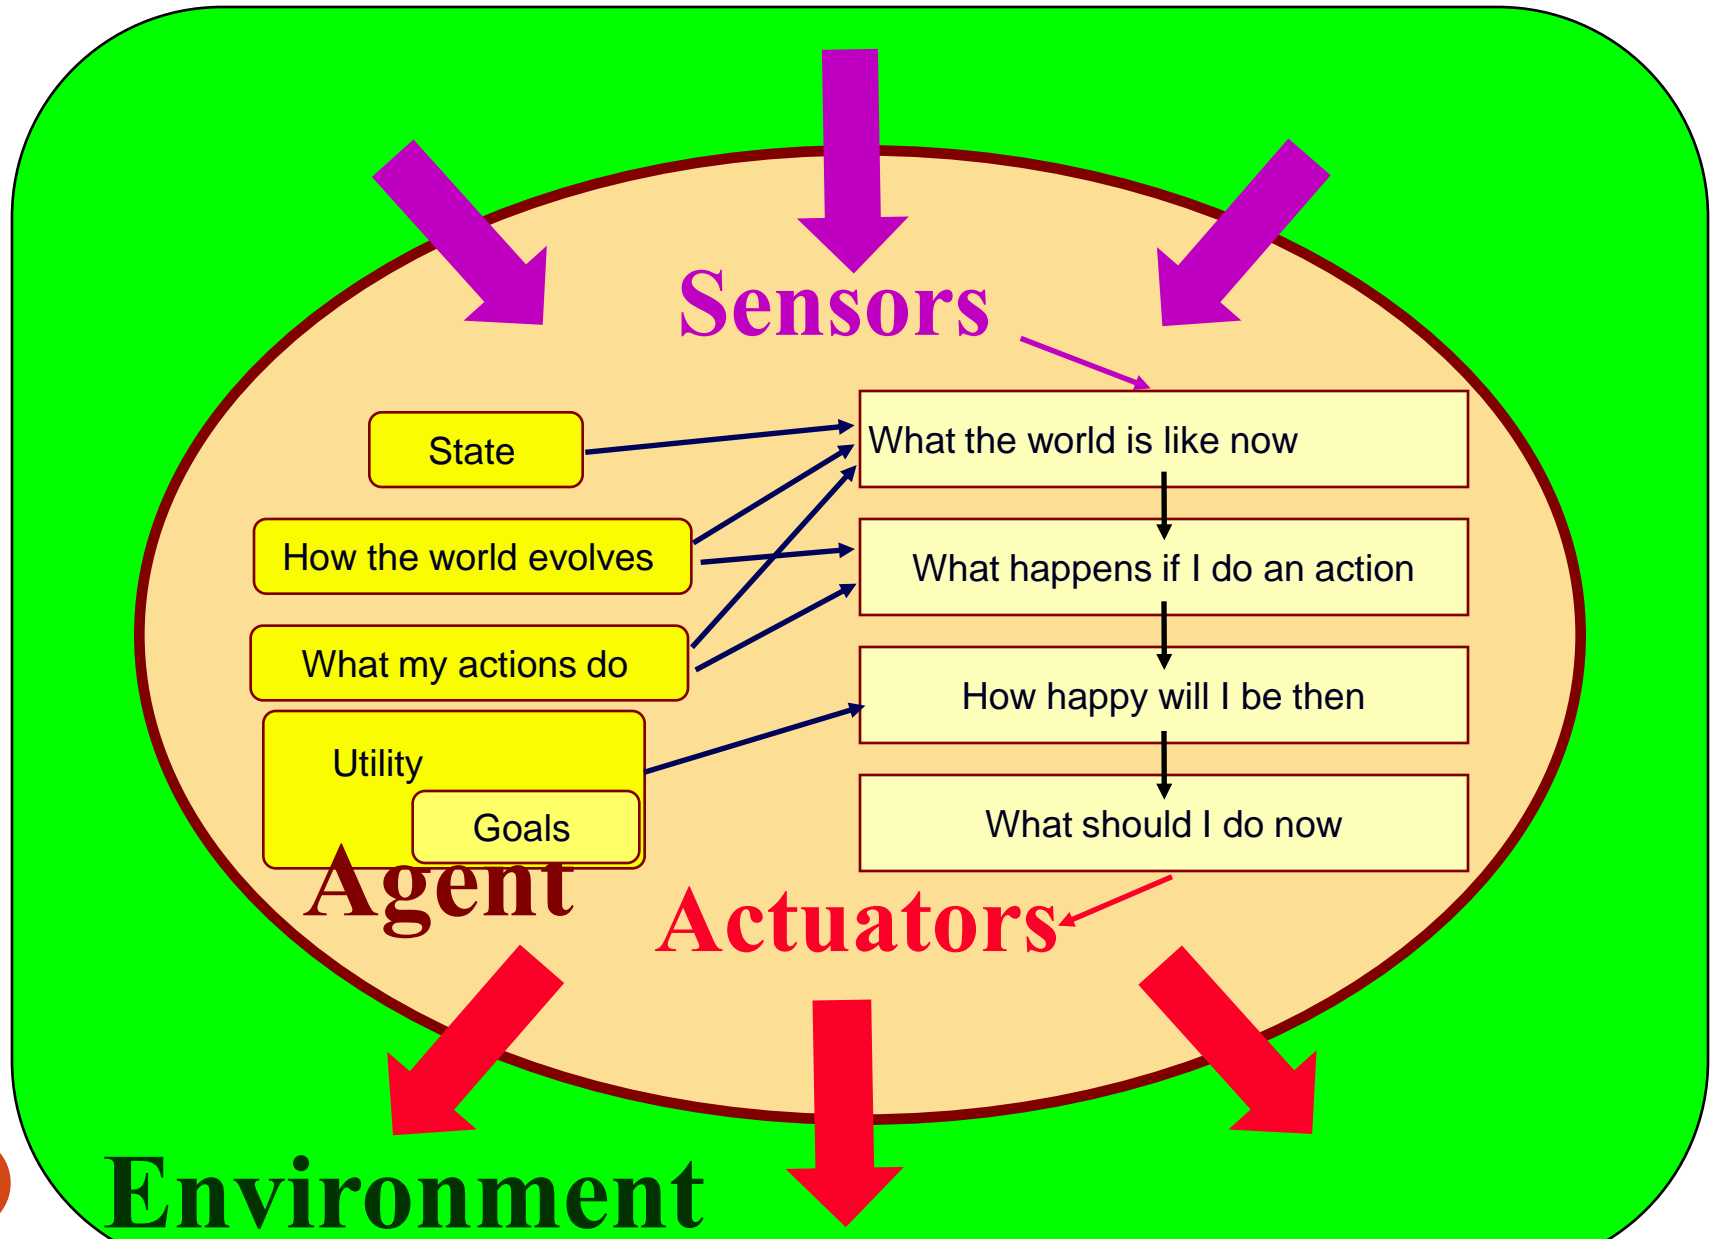 Sensors
State
What the world is like now
How the world evolves
What happens if I do an action
What my actions do
How happy will I be then
Utility
Goals
What should I do now
Agent
Actuators
Environment